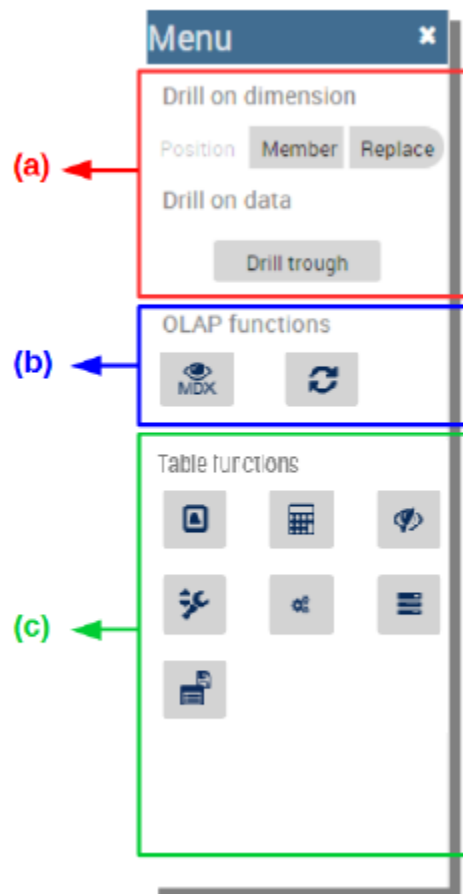 Menu
(a)
Drill on dimension
Position Member Replace
Drill on data
Drill trough
(b)
OLAP functions
MDX
(c)
Table functions